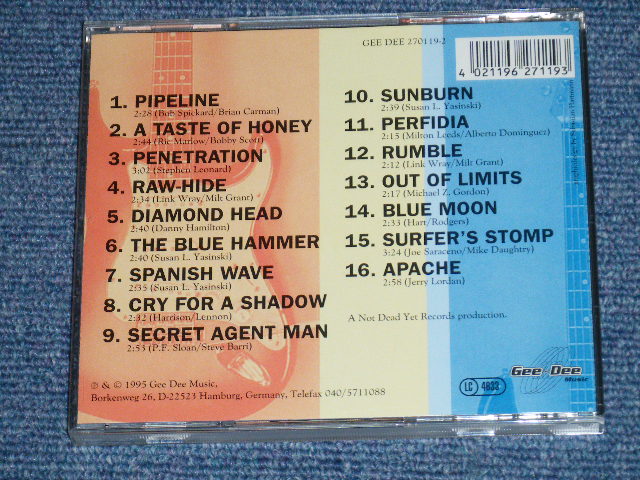 GEE DEE 270119-2
4 021196 271193
1. PIPELINE
2:28 (Bob Spickard/Brian Carman)
2. A TASTE OF HONEY
2:44 (Ric Marlow/Bobby Scott)
3. PENETRATION
3:02 (Stephen Leonard)
4. RAW-HIDE
2:34 (Link Wray/Milt Grant)
5. DIAMOND HEAD
2:40 (Danny Hamilton)
6. THE BLUE HAMMER
2:40 (Susan L. Yasinski)
7. SPANISH WAVE
2:35 (Susan L. Yasinski)
8. CRY FOR A SHADOW
2:32 (Harrison/Lennon)
9. SECRET AGENT MAN
2:53 (P.F. Sloan/Steve Barri)
10. SUNBURN
2:39 (Susan L. Yasinski)
11. PERFIDIA
2:15 (Milton Leeds/Alberto Dominguez)
12. RUMBLE
2:12 (Link Wray/Milt Grant)
13. OUT OF LIMITS
2:17 (Michael Z. Gordon)
14. BLUE MOON
2:33 (Hart/Rodgers)
15. SURFER'S STOMP
3:24 (Joe Saraceno/Mike Daughtry)
16. APACHE
2:58 (Jerry Lordan)
A Not Dead Yet Records production.
℗ & © 1995 Gee Dee Music,
Borkenweg 26, D-22523 Hamburg, Germany, Telefax 040/5711088
LC 4833
Gee Dee
Music